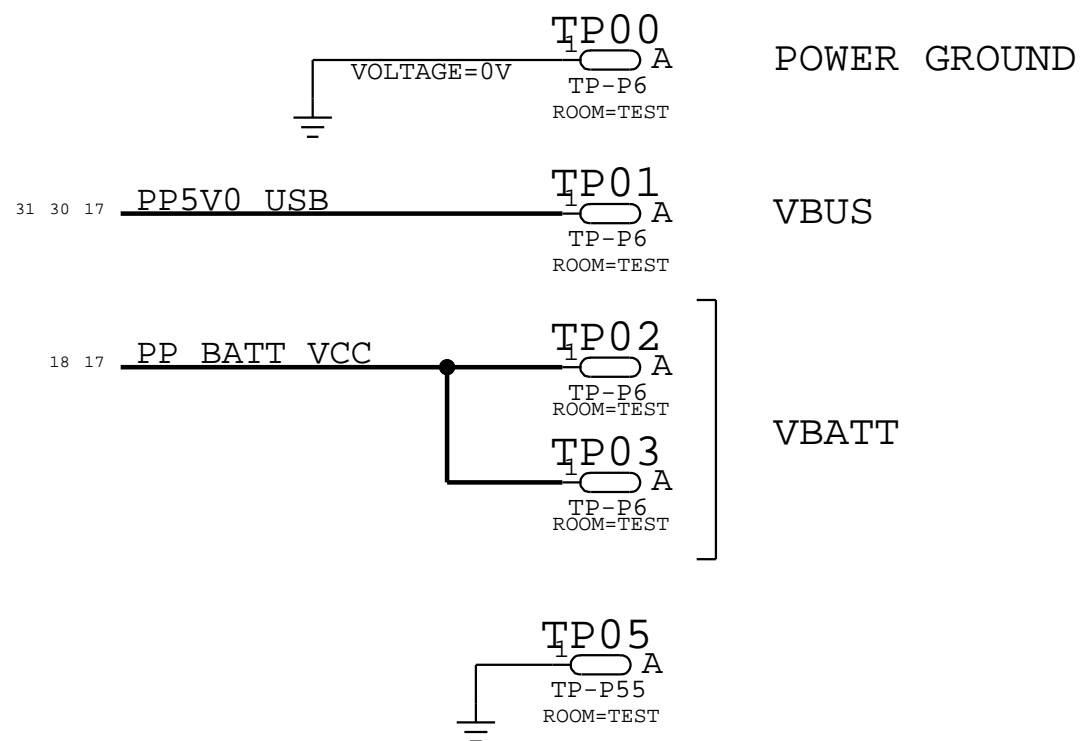 TP00
1
A
POWER GROUND
VOLTAGE=0V
TP-P6
ROOM=TEST
TP01
31 30 17
PP5V0 USB
1
A
VBUS
TP-P6
ROOM=TEST
TP02
18 17
PP BATT VCC
1
A
TP-P6
ROOM=TEST
VBATT
TP03
1
A
TP-P6
ROOM=TEST
TP05
1
A
TP-P55
ROOM=TEST